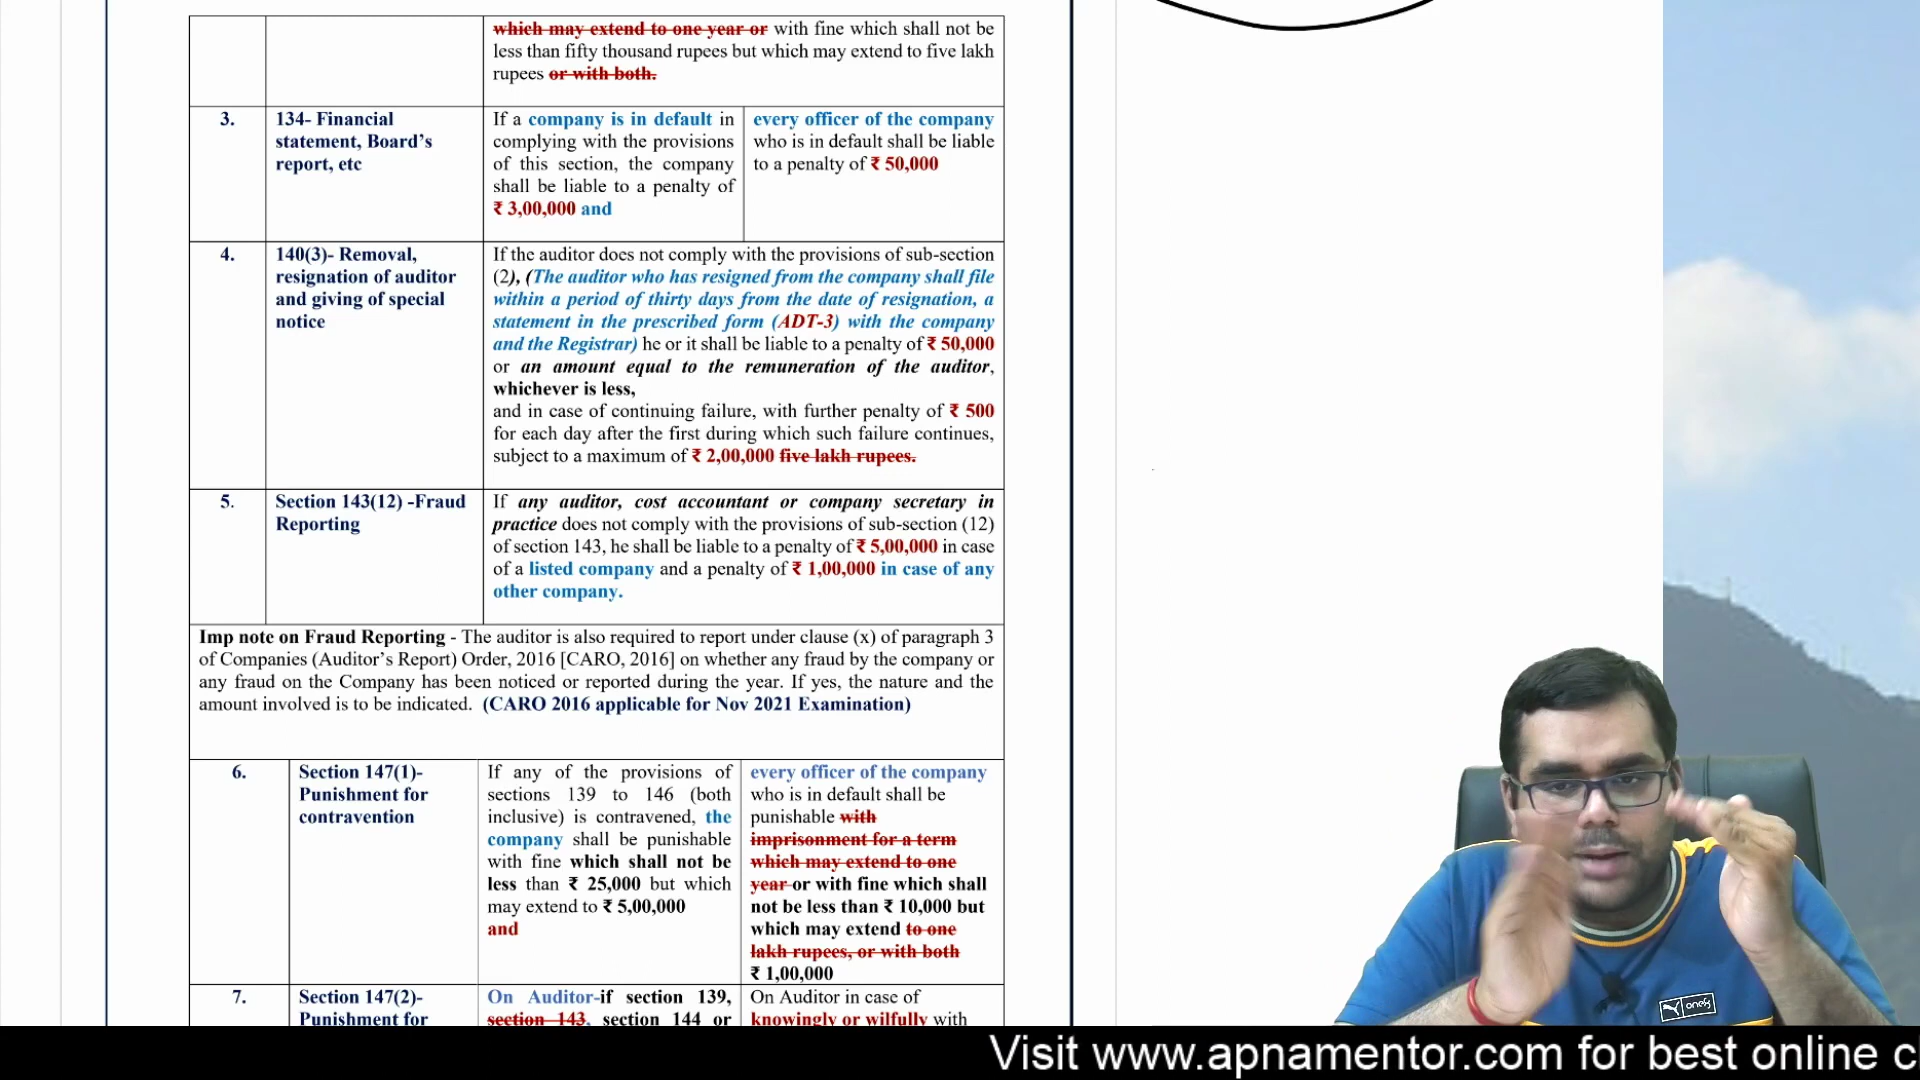 which may extend to one year or with fine which shall not be
less than fifty thousand rupees but which may extend to five lakh
rupees or with both.
3.
134- Financial
statement, Board's
report, etc
If a company is in default in
complying with the provisions
of this section, the company
shall be liable to a penalty of
₹ 3,00,000 and
every officer of the company
who is in default shall be liable
to a penalty of ₹ 50,000
4.
140(3)- Removal,
resignation of auditor
and giving of special
notice
If the auditor does not comply with the provisions of sub-section
(2), (The auditor who has resigned from the company shall file
within a period of thirty days from the date of resignation, a
statement in the prescribed form (ADT-3) with the company
and the Registrar) he or it shall be liable to a penalty of ₹ 50,000
or an amount equal to the remuneration of the auditor,
whichever is less,
and in case of continuing failure, with further penalty of ₹ 500
for each day after the first during which such failure continues,
subject to a maximum of ₹ 2,00,000 five lakh rupees.
5.
Section 143(12) -Fraud
Reporting
If any auditor, cost accountant or company secretary in
practice does not comply with the provisions of sub-section (12)
of section 143, he shall be liable to a penalty of ₹ 5,00,000 in case
of a listed company and a penalty of ₹ 1,00,000 in case of any
other company.
Imp note on Fraud Reporting - The auditor is also required to report under clause (x) of paragraph 3
of Companies (Auditor's Report) Order, 2016 [CARO, 2016] on whether any fraud by the company or
any fraud on the Company has been noticed or reported during the year. If yes, the nature and the
amount involved is to be indicated. (CARO 2016 applicable for Nov 2021 Examination)
6.
Section 147(1)-
Punishment for
contravention
If any of the provisions of
sections 139 to 146 (both
inclusive) is contravened, the
company shall be punishable
with fine which shall not be
less than ₹ 25,000 but which
may extend to ₹ 5,00,000
and
every officer of the company
who is in default shall be
punishable with
imprisonment for a term
which may extend to one
year or with fine which shall
not be less than ₹ 10,000 but
which may extend to one
lakh rupees, or with both
₹ 1,00,000
7.
Section 147(2)-
Punishment for
On Auditor-if section 139,
section 143, section 144 or
On Auditor in case of
knowingly or wilfully with
one8
Visit www.apnamentor.com for best online c